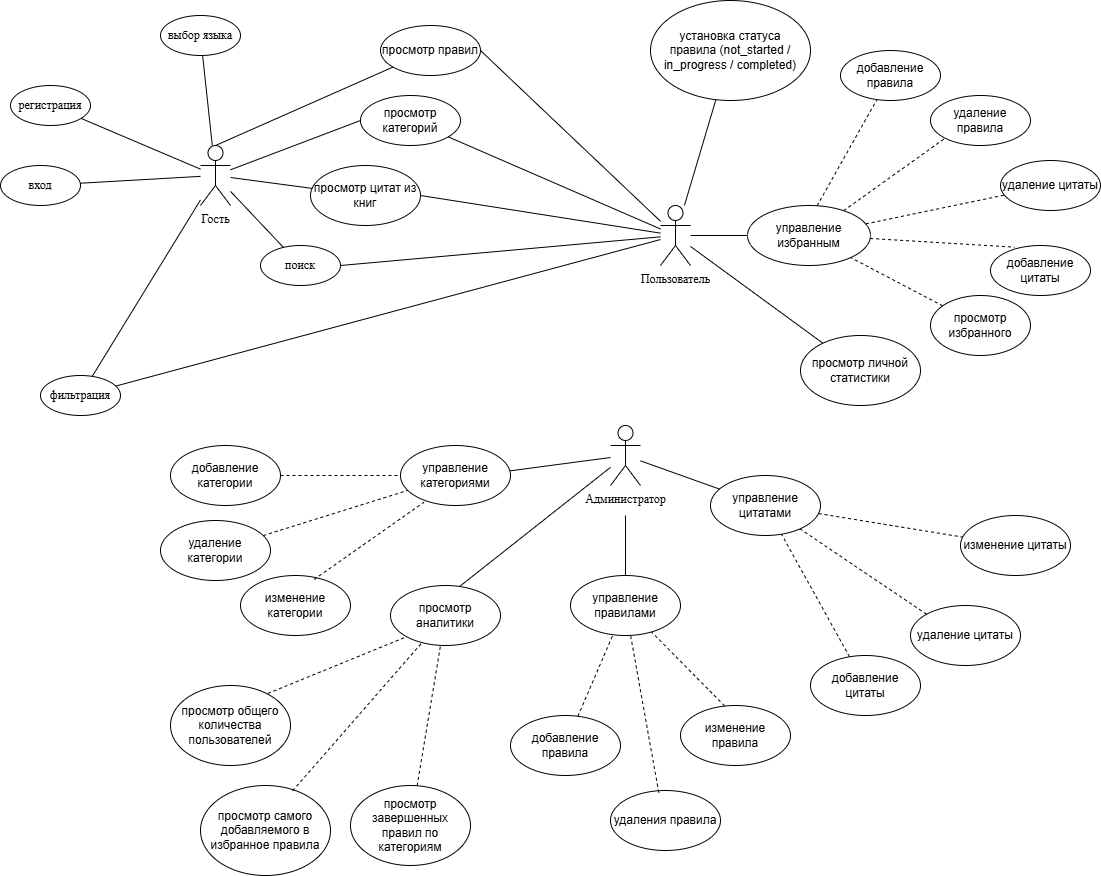 выбор языка
просмотр правил
установка статуса
правила (not_started /
in_progress / completed)
добавление
правила
регистрация
просмотр
категорий
удаление
правила
вход
просмотр цитат из
книг
удаление цитаты
Гость
управление
избранным
поиск
Пользователь
добавление
цитаты
просмотр
избранного
просмотр личной
статистики
фильтрация
добавление
категории
управление
категориями
Администратор
управление
цитатами
удаление
категории
изменение цитаты
изменение
категории
просмотр
аналитики
управление
правилами
удаление цитаты
добавление
цитаты
просмотр общего
количества
пользователей
добавление
правила
изменение
правила
просмотр самого
добавляемого в
избранное правила
просмотр
завершенных
правил по
категориям
удаления правила